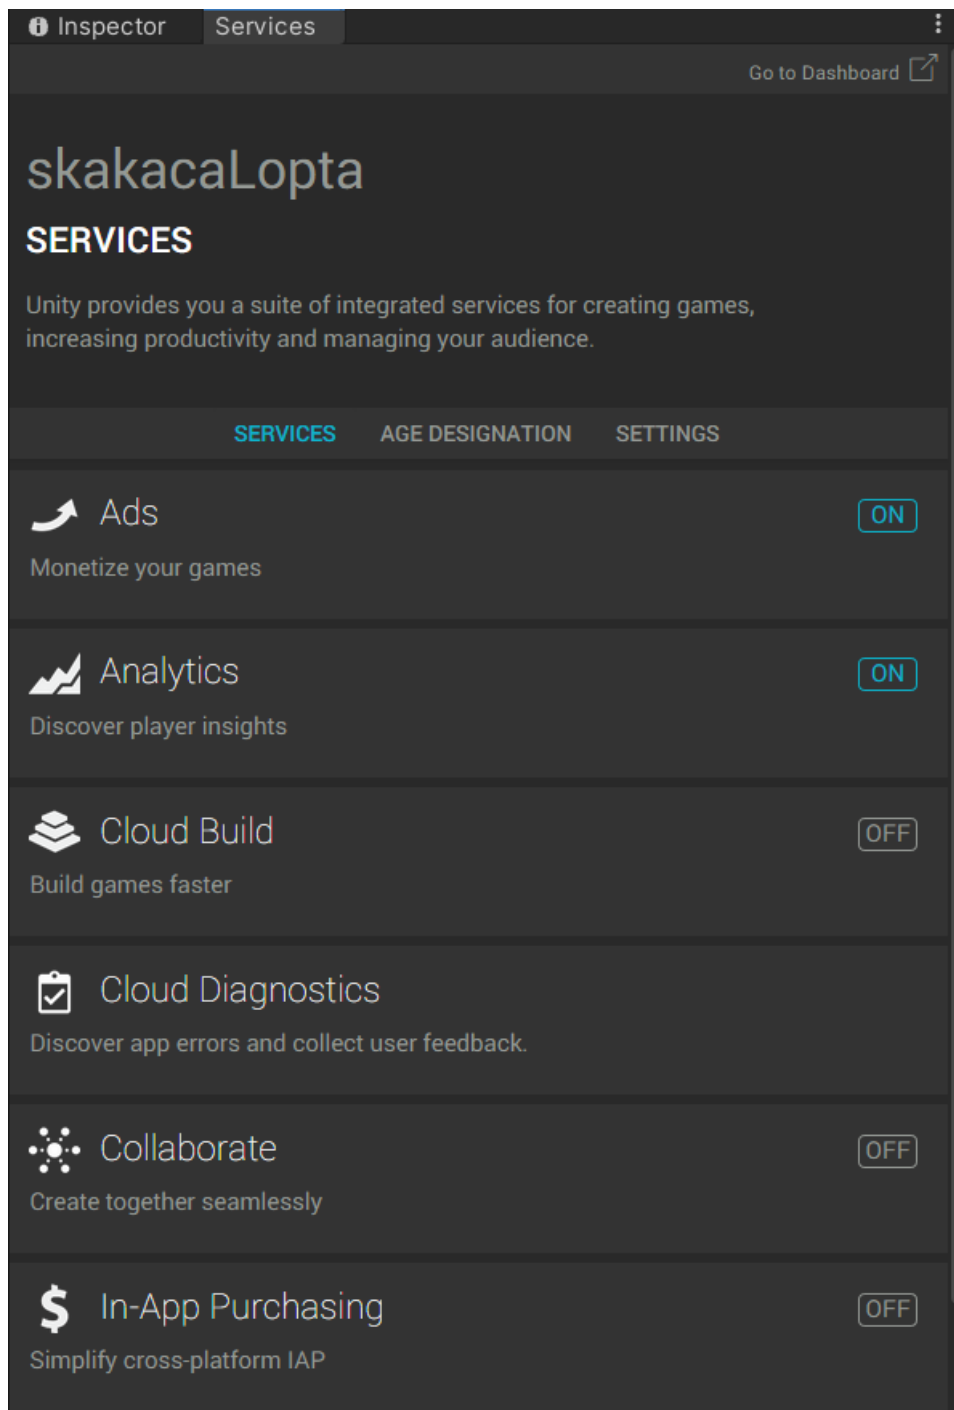 Inspector
Services
Go to Dashboard
skakacaLopta
SERVICES
Unity provides you a suite of integrated services for creating games,
increasing productivity and managing your audience.
SERVICES AGE DESIGNATION SETTINGS
Ads
ON
Monetize your games
Analytics
ON
Discover player insights
Cloud Build
OFF
Build games faster
Cloud Diagnostics
Discover app errors and collect user feedback.
Collaborate
OFF
Create together seamlessly
In-App Purchasing
OFF
Simplify cross-platform IAP